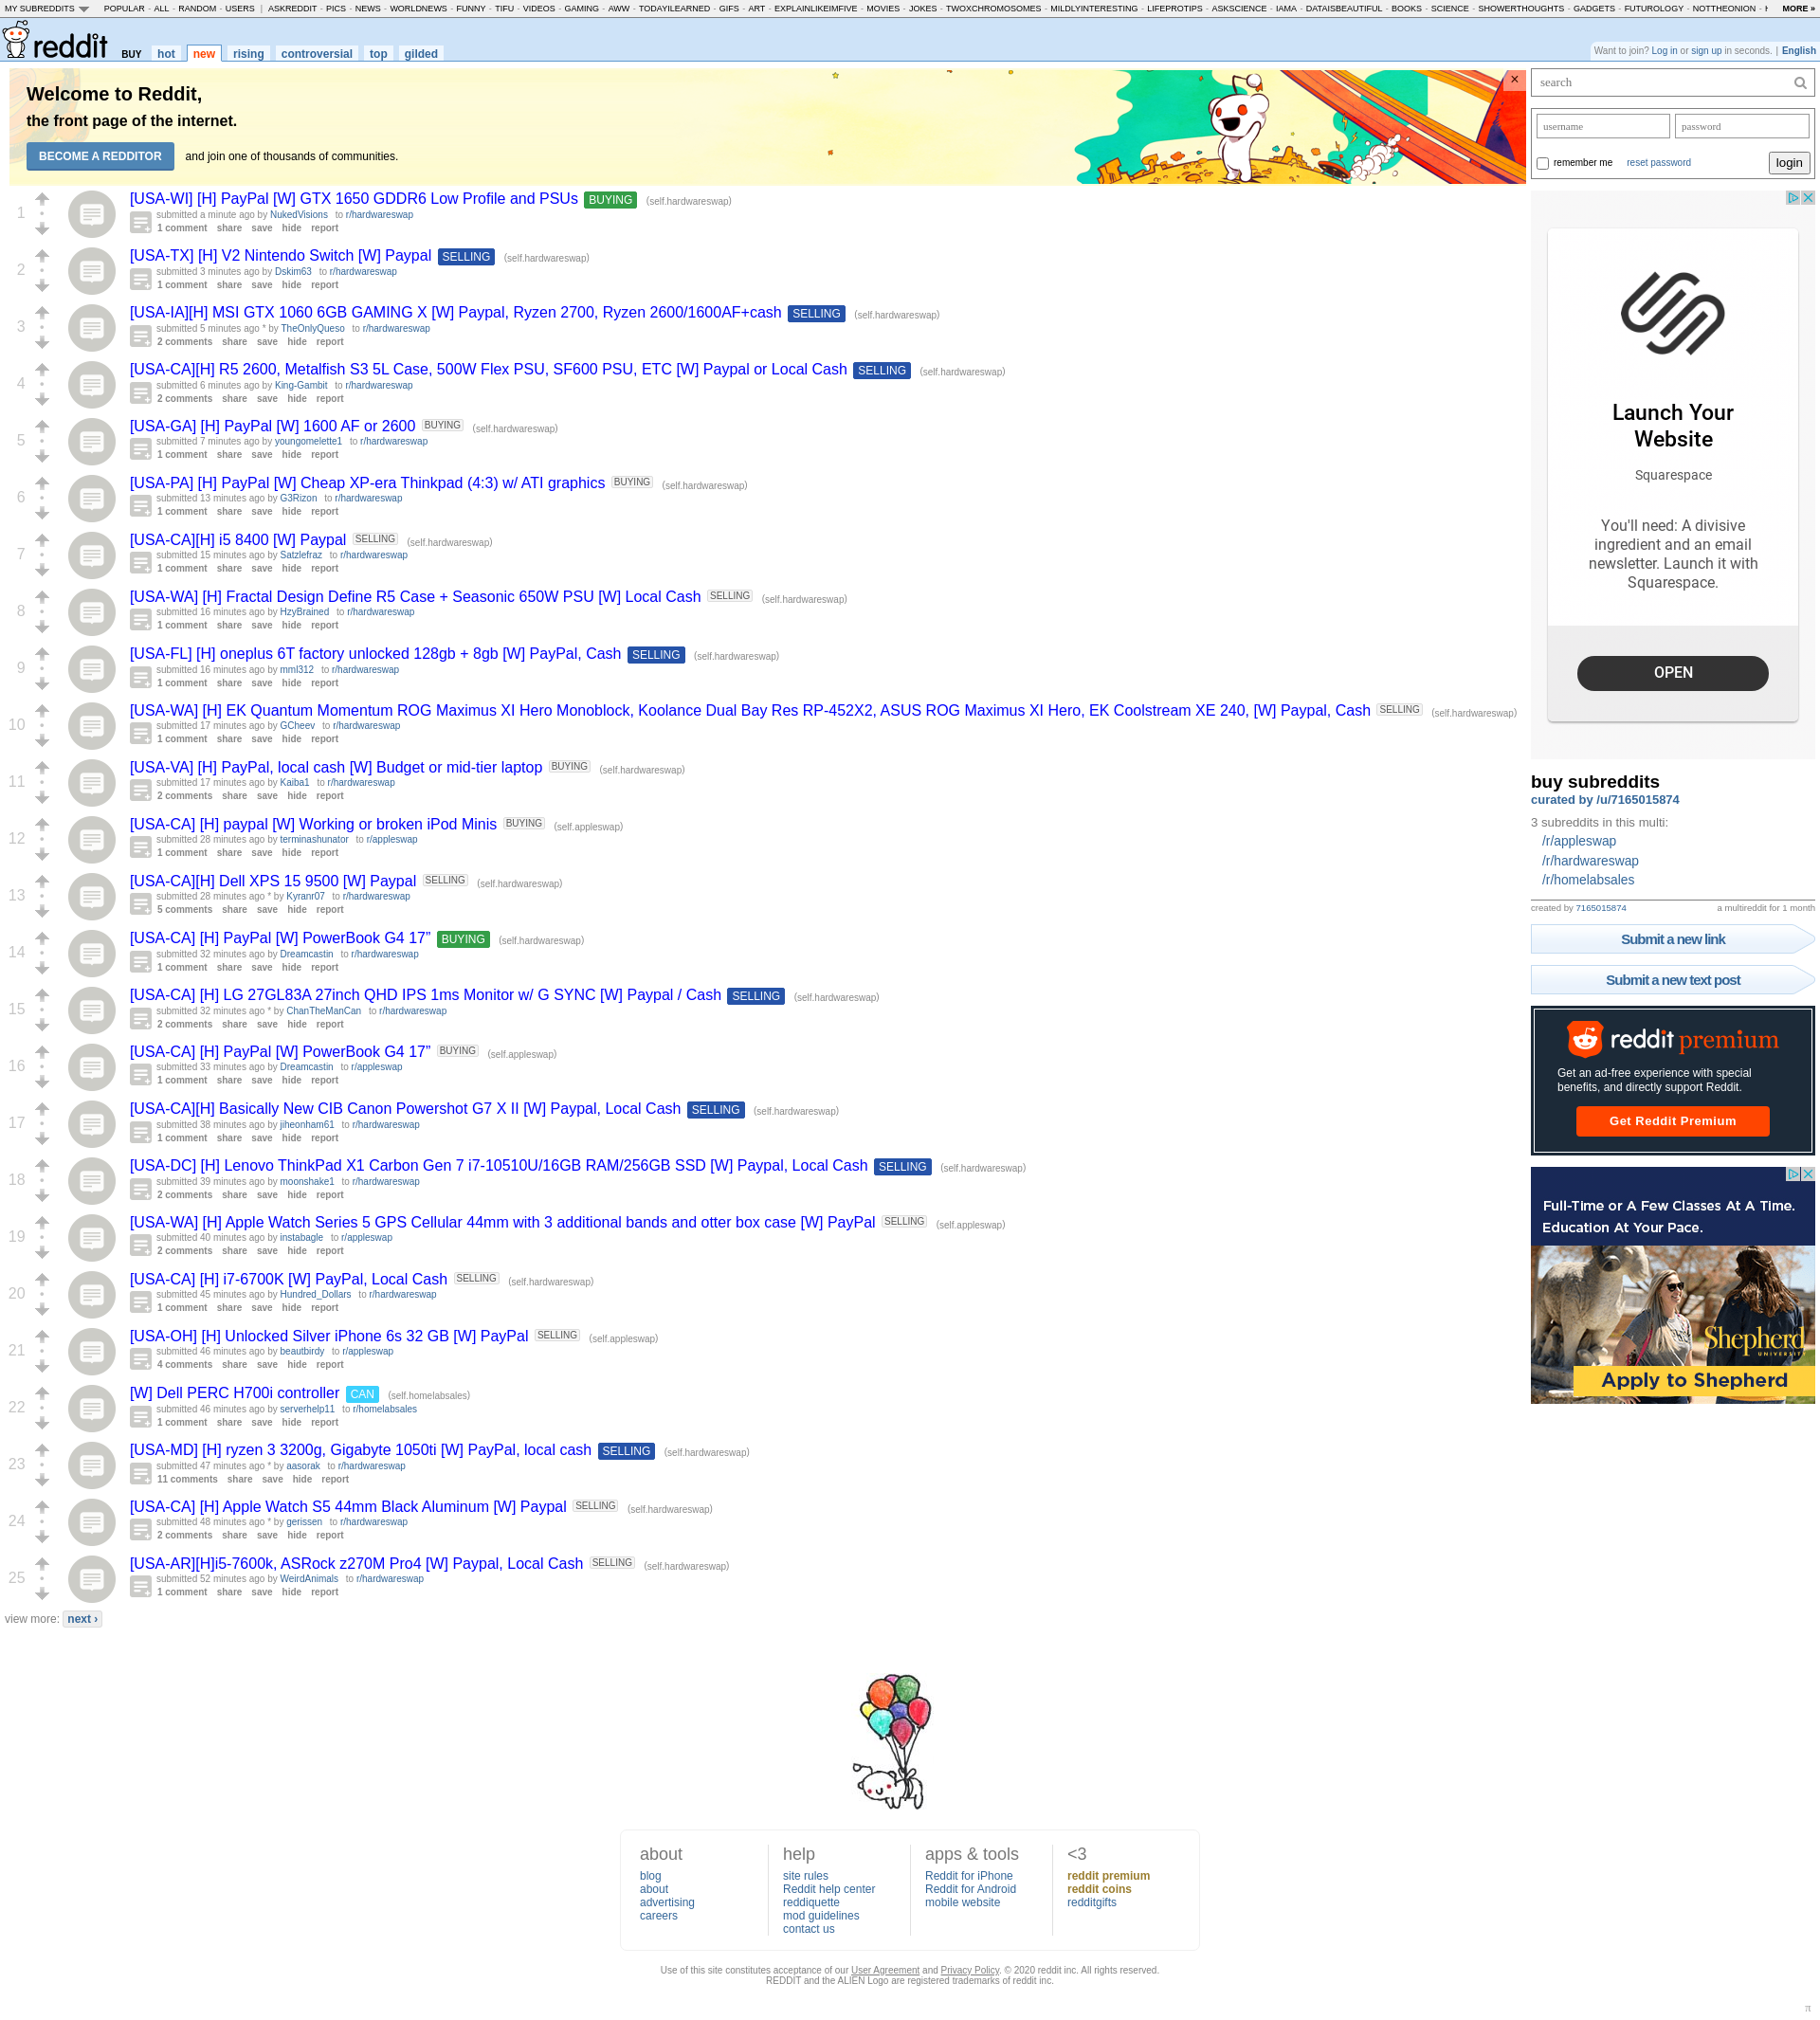 MY SUBREDDITS POPULAR - ALL - RANDOM - USERS | ASKREDDIT - PICS - NEWS - WORLDNEWS - FUNNY - TIFU - VIDEOS - GAMING - AWW - TODAYILEARNED - GIFS - ART - EXPLAINLIKEIMFIVE - MOVIES - JOKES - TWOXCHROMOSOMES - MILDLYINTERESTING - LIFEPROTIPS - ASKSCIENCE - IAMA - DATAISBEAUTIFUL - BOOKS - SCIENCE - SHOWERTHOUGHTS - GADGETS - FUTUROLOGY - NOTTHEONION - MORE »
reddit BUY hot new rising controversial top gilded
Want to join? Log in or sign up in seconds. | English
Welcome to Reddit,
the front page of the internet.
BECOME A REDDITOR and join one of thousands of communities.
×
search
username password
remember me reset password login
1
[USA-WI] [H] PayPal [W] GTX 1650 GDDR6 Low Profile and PSUs BUYING (self.hardwareswap)
submitted a minute ago by NukedVisions to r/hardwareswap
1 comment share save hide report
2
[USA-TX] [H] V2 Nintendo Switch [W] Paypal SELLING (self.hardwareswap)
submitted 3 minutes ago by Dskim63 to r/hardwareswap
1 comment share save hide report
3
[USA-IA][H] MSI GTX 1060 6GB GAMING X [W] Paypal, Ryzen 2700, Ryzen 2600/1600AF+cash SELLING (self.hardwareswap)
submitted 5 minutes ago * by TheOnlyQueso to r/hardwareswap
2 comments share save hide report
4
[USA-CA][H] R5 2600, Metalfish S3 5L Case, 500W Flex PSU, SF600 PSU, ETC [W] Paypal or Local Cash SELLING (self.hardwareswap)
submitted 6 minutes ago by King-Gambit to r/hardwareswap
2 comments share save hide report
5
[USA-GA] [H] PayPal [W] 1600 AF or 2600 BUYING (self.hardwareswap)
submitted 7 minutes ago by youngomelette1 to r/hardwareswap
1 comment share save hide report
6
[USA-PA] [H] PayPal [W] Cheap XP-era Thinkpad (4:3) w/ ATI graphics BUYING (self.hardwareswap)
submitted 13 minutes ago by G3Rizon to r/hardwareswap
1 comment share save hide report
7
[USA-CA][H] i5 8400 [W] Paypal SELLING (self.hardwareswap)
submitted 15 minutes ago by Satzlefraz to r/hardwareswap
1 comment share save hide report
8
[USA-WA] [H] Fractal Design Define R5 Case + Seasonic 650W PSU [W] Local Cash SELLING (self.hardwareswap)
submitted 16 minutes ago by HzyBrained to r/hardwareswap
1 comment share save hide report
9
[USA-FL] [H] oneplus 6T factory unlocked 128gb + 8gb [W] PayPal, Cash SELLING (self.hardwareswap)
submitted 16 minutes ago by mml312 to r/hardwareswap
1 comment share save hide report
10
[USA-WA] [H] EK Quantum Momentum ROG Maximus XI Hero Monoblock, Koolance Dual Bay Res RP-452X2, ASUS ROG Maximus XI Hero, EK Coolstream XE 240, [W] Paypal, Cash SELLING (self.hardwareswap)
submitted 17 minutes ago by GCheev to r/hardwareswap
1 comment share save hide report
11
[USA-VA] [H] PayPal, local cash [W] Budget or mid-tier laptop BUYING (self.hardwareswap)
submitted 17 minutes ago by Kaiba1 to r/hardwareswap
2 comments share save hide report
12
[USA-CA] [H] paypal [W] Working or broken iPod Minis BUYING (self.appleswap)
submitted 28 minutes ago by terminashunator to r/appleswap
1 comment share save hide report
13
[USA-CA][H] Dell XPS 15 9500 [W] Paypal SELLING (self.hardwareswap)
submitted 28 minutes ago * by Kyranr07 to r/hardwareswap
5 comments share save hide report
14
[USA-CA] [H] PayPal [W] PowerBook G4 17” BUYING (self.hardwareswap)
submitted 32 minutes ago by Dreamcastin to r/hardwareswap
1 comment share save hide report
15
[USA-CA] [H] LG 27GL83A 27inch QHD IPS 1ms Monitor w/ G SYNC [W] Paypal / Cash SELLING (self.hardwareswap)
submitted 32 minutes ago * by ChanTheManCan to r/hardwareswap
2 comments share save hide report
16
[USA-CA] [H] PayPal [W] PowerBook G4 17” BUYING (self.appleswap)
submitted 33 minutes ago by Dreamcastin to r/appleswap
1 comment share save hide report
17
[USA-CA][H] Basically New CIB Canon Powershot G7 X II [W] Paypal, Local Cash SELLING (self.hardwareswap)
submitted 38 minutes ago by jiheonham61 to r/hardwareswap
1 comment share save hide report
18
[USA-DC] [H] Lenovo ThinkPad X1 Carbon Gen 7 i7-10510U/16GB RAM/256GB SSD [W] Paypal, Local Cash SELLING (self.hardwareswap)
submitted 39 minutes ago by moonshake1 to r/hardwareswap
2 comments share save hide report
19
[USA-WA] [H] Apple Watch Series 5 GPS Cellular 44mm with 3 additional bands and otter box case [W] PayPal SELLING (self.appleswap)
submitted 40 minutes ago by instabagle to r/appleswap
2 comments share save hide report
20
[USA-CA] [H] i7-6700K [W] PayPal, Local Cash SELLING (self.hardwareswap)
submitted 45 minutes ago by Hundred_Dollars to r/hardwareswap
1 comment share save hide report
21
[USA-OH] [H] Unlocked Silver iPhone 6s 32 GB [W] PayPal SELLING (self.appleswap)
submitted 46 minutes ago by beautbirdy to r/appleswap
4 comments share save hide report
22
[W] Dell PERC H700i controller CAN (self.homelabsales)
submitted 46 minutes ago by serverhelp11 to r/homelabsales
1 comment share save hide report
23
[USA-MD] [H] ryzen 3 3200g, Gigabyte 1050ti [W] PayPal, local cash SELLING (self.hardwareswap)
submitted 47 minutes ago * by aasorak to r/hardwareswap
11 comments share save hide report
24
[USA-CA] [H] Apple Watch S5 44mm Black Aluminum [W] Paypal SELLING (self.hardwareswap)
submitted 48 minutes ago * by gerissen to r/hardwareswap
2 comments share save hide report
25
[USA-AR][H]i5-7600k, ASRock z270M Pro4 [W] Paypal, Local Cash SELLING (self.hardwareswap)
submitted 52 minutes ago by WeirdAnimals to r/hardwareswap
1 comment share save hide report
view more: next ›
Launch Your
Website
Squarespace
You'll need: A divisive
ingredient and an email
newsletter. Launch it with
Squarespace.
OPEN
buy subreddits
curated by /u/7165015874
3 subreddits in this multi:
/r/appleswap
/r/hardwareswap
/r/homelabsales
created by 7165015874 a multireddit for 1 month
Submit a new link
Submit a new text post
reddit premium
Get an ad-free experience with special
benefits, and directly support Reddit.
Get Reddit Premium
Full-Time or A Few Classes At A Time.
Education At Your Pace.
Shepherd
UNIVERSITY
Apply to Shepherd
about
blog
about
advertising
careers
help
site rules
Reddit help center
reddiquette
mod guidelines
contact us
apps & tools
Reddit for iPhone
Reddit for Android
mobile website
<3
reddit premium
reddit coins
redditgifts
Use of this site constitutes acceptance of our User Agreement and Privacy Policy. © 2020 reddit inc. All rights reserved.
REDDIT and the ALIEN Logo are registered trademarks of reddit inc.
π